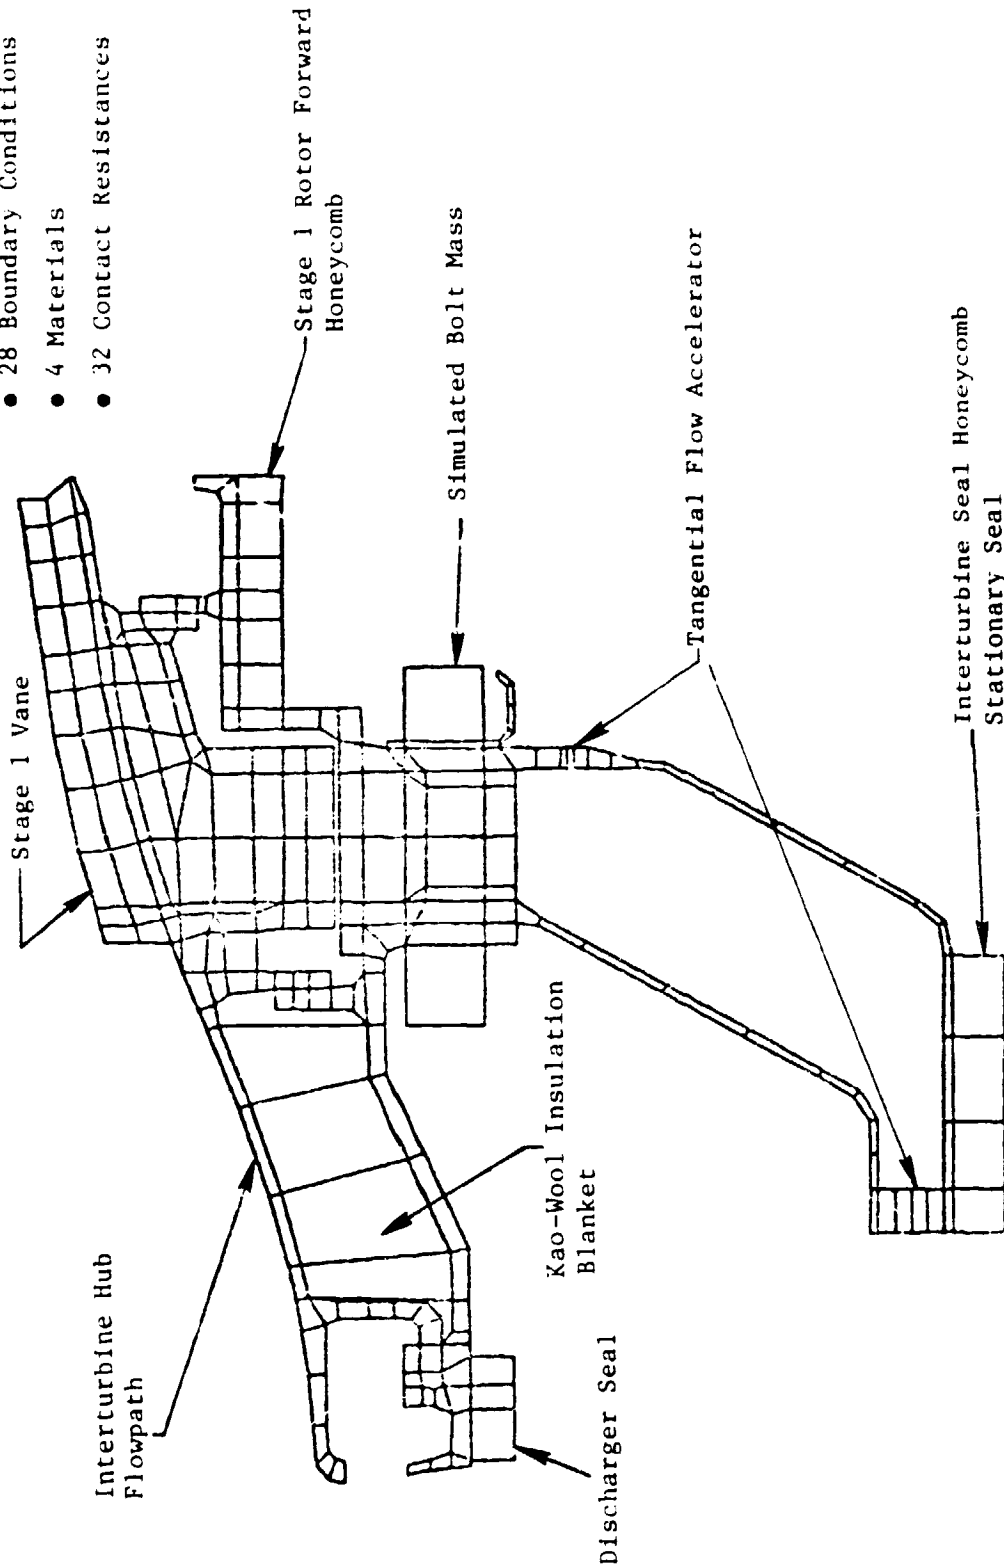 ● 28 Boundary Conditions
● 4 Materials
● 32 Contact Resistances
Stage 1 Vane
Stage 1 Rotor Forward
Honeycomb
Simulated Bolt Mass
Tangential Flow Accelerator
Interturbine Seal Honeycomb
Stationary Seal
Interturbine Hub
Flowpath
Kao-Wool Insulation
Blanket
Discharger Seal